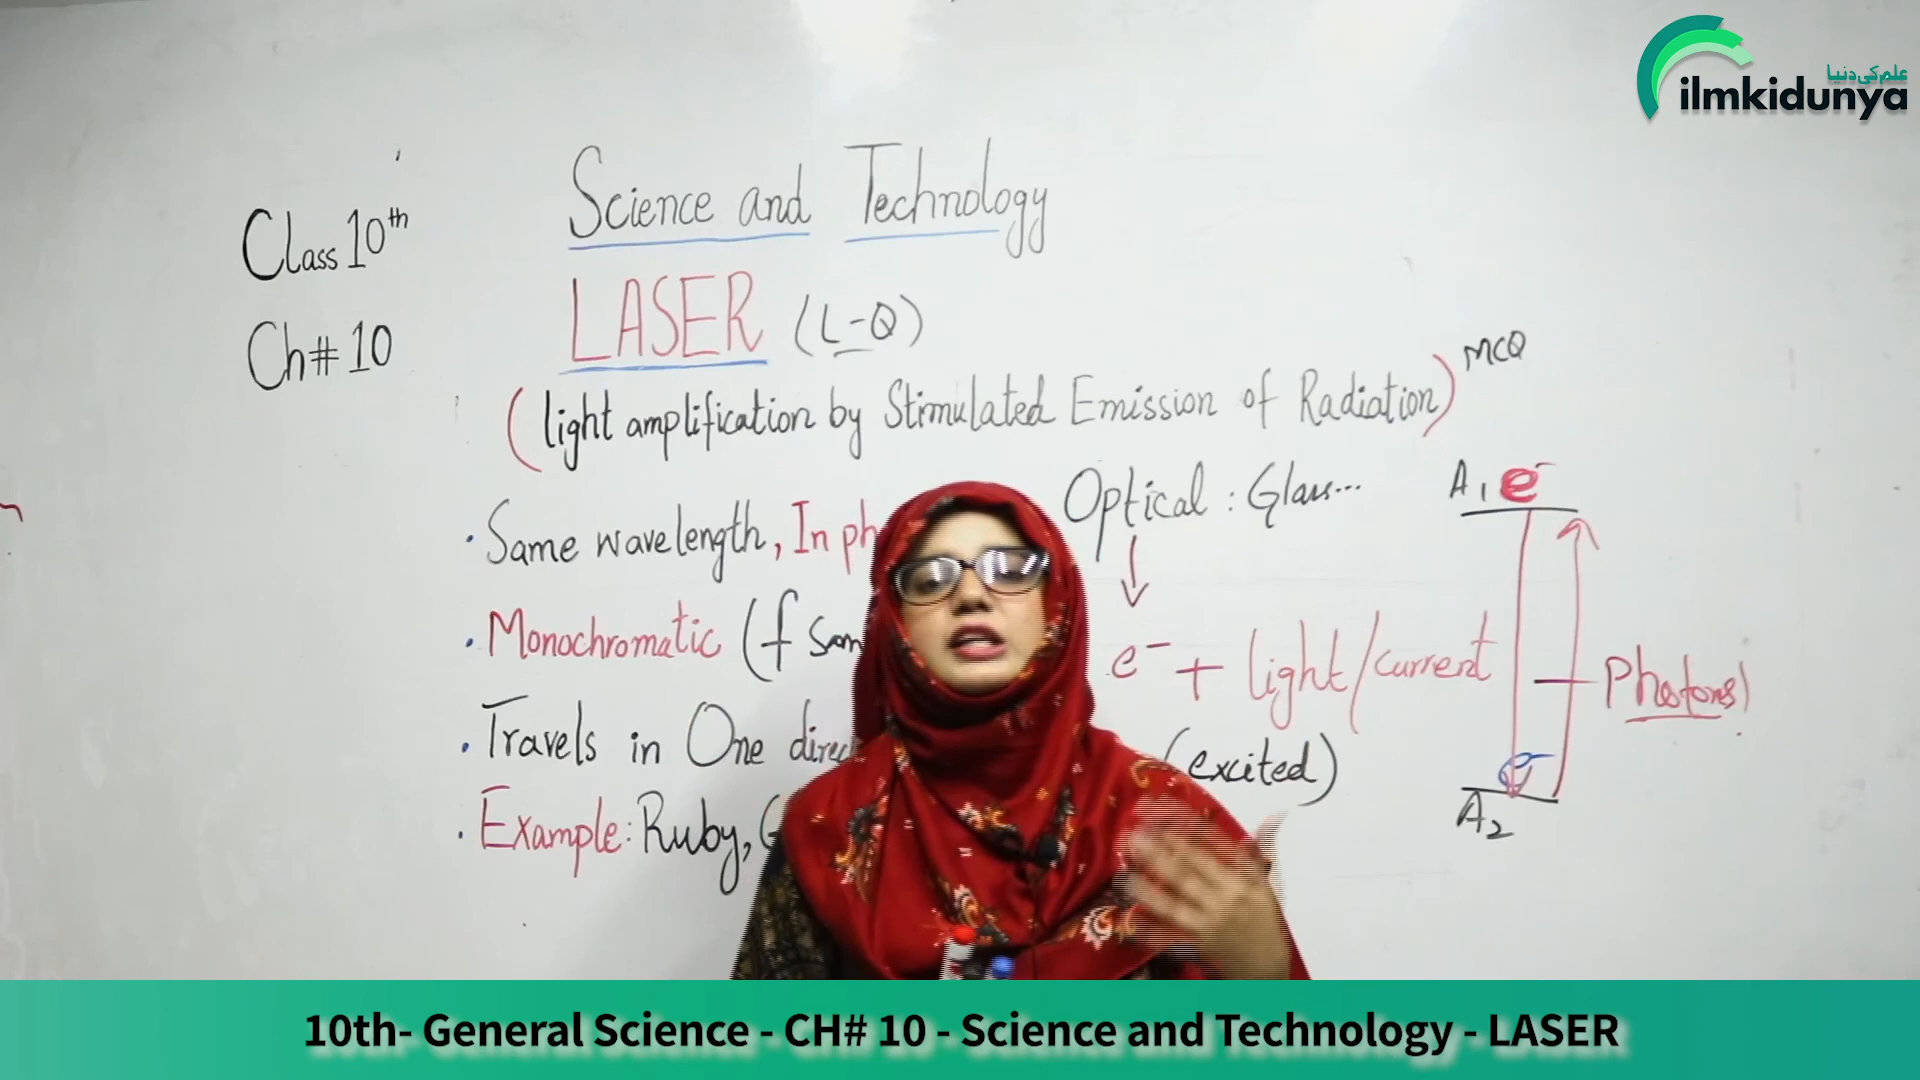 علم کی دنیا
ilmkidunya
Class 10th
Ch# 10
Science and Technology
LASER (L-Q)
(light amplification by Stimulated Emission of Radiation) MCQ
• Same wavelength, In ph
• Monochromatic (f Sam
• Travels in One direc
• Example: Ruby, G
Optical : Glass...
e⁻ + light/current
(excited)
A1 e⁻
Photons
e⁻
A2
10th- General Science - CH# 10 - Science and Technology - LASER